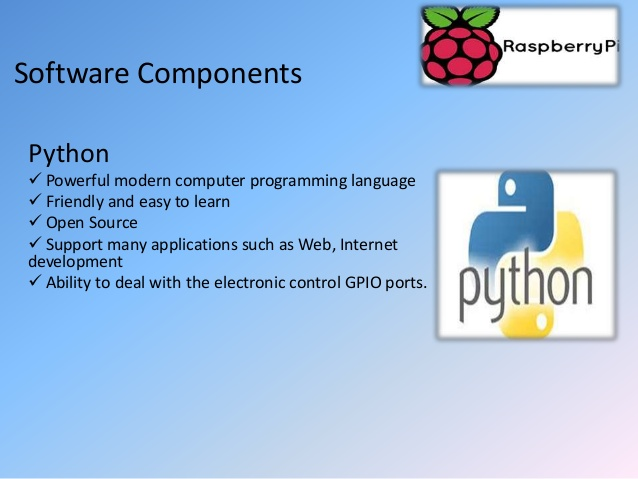 RaspberryPi
Software Components
Python
✓ Powerful modern computer programming language
✓ Friendly and easy to learn
✓ Open Source
✓ Support many applications such as Web, Internet
development
✓ Ability to deal with the electronic control GPIO ports.
python